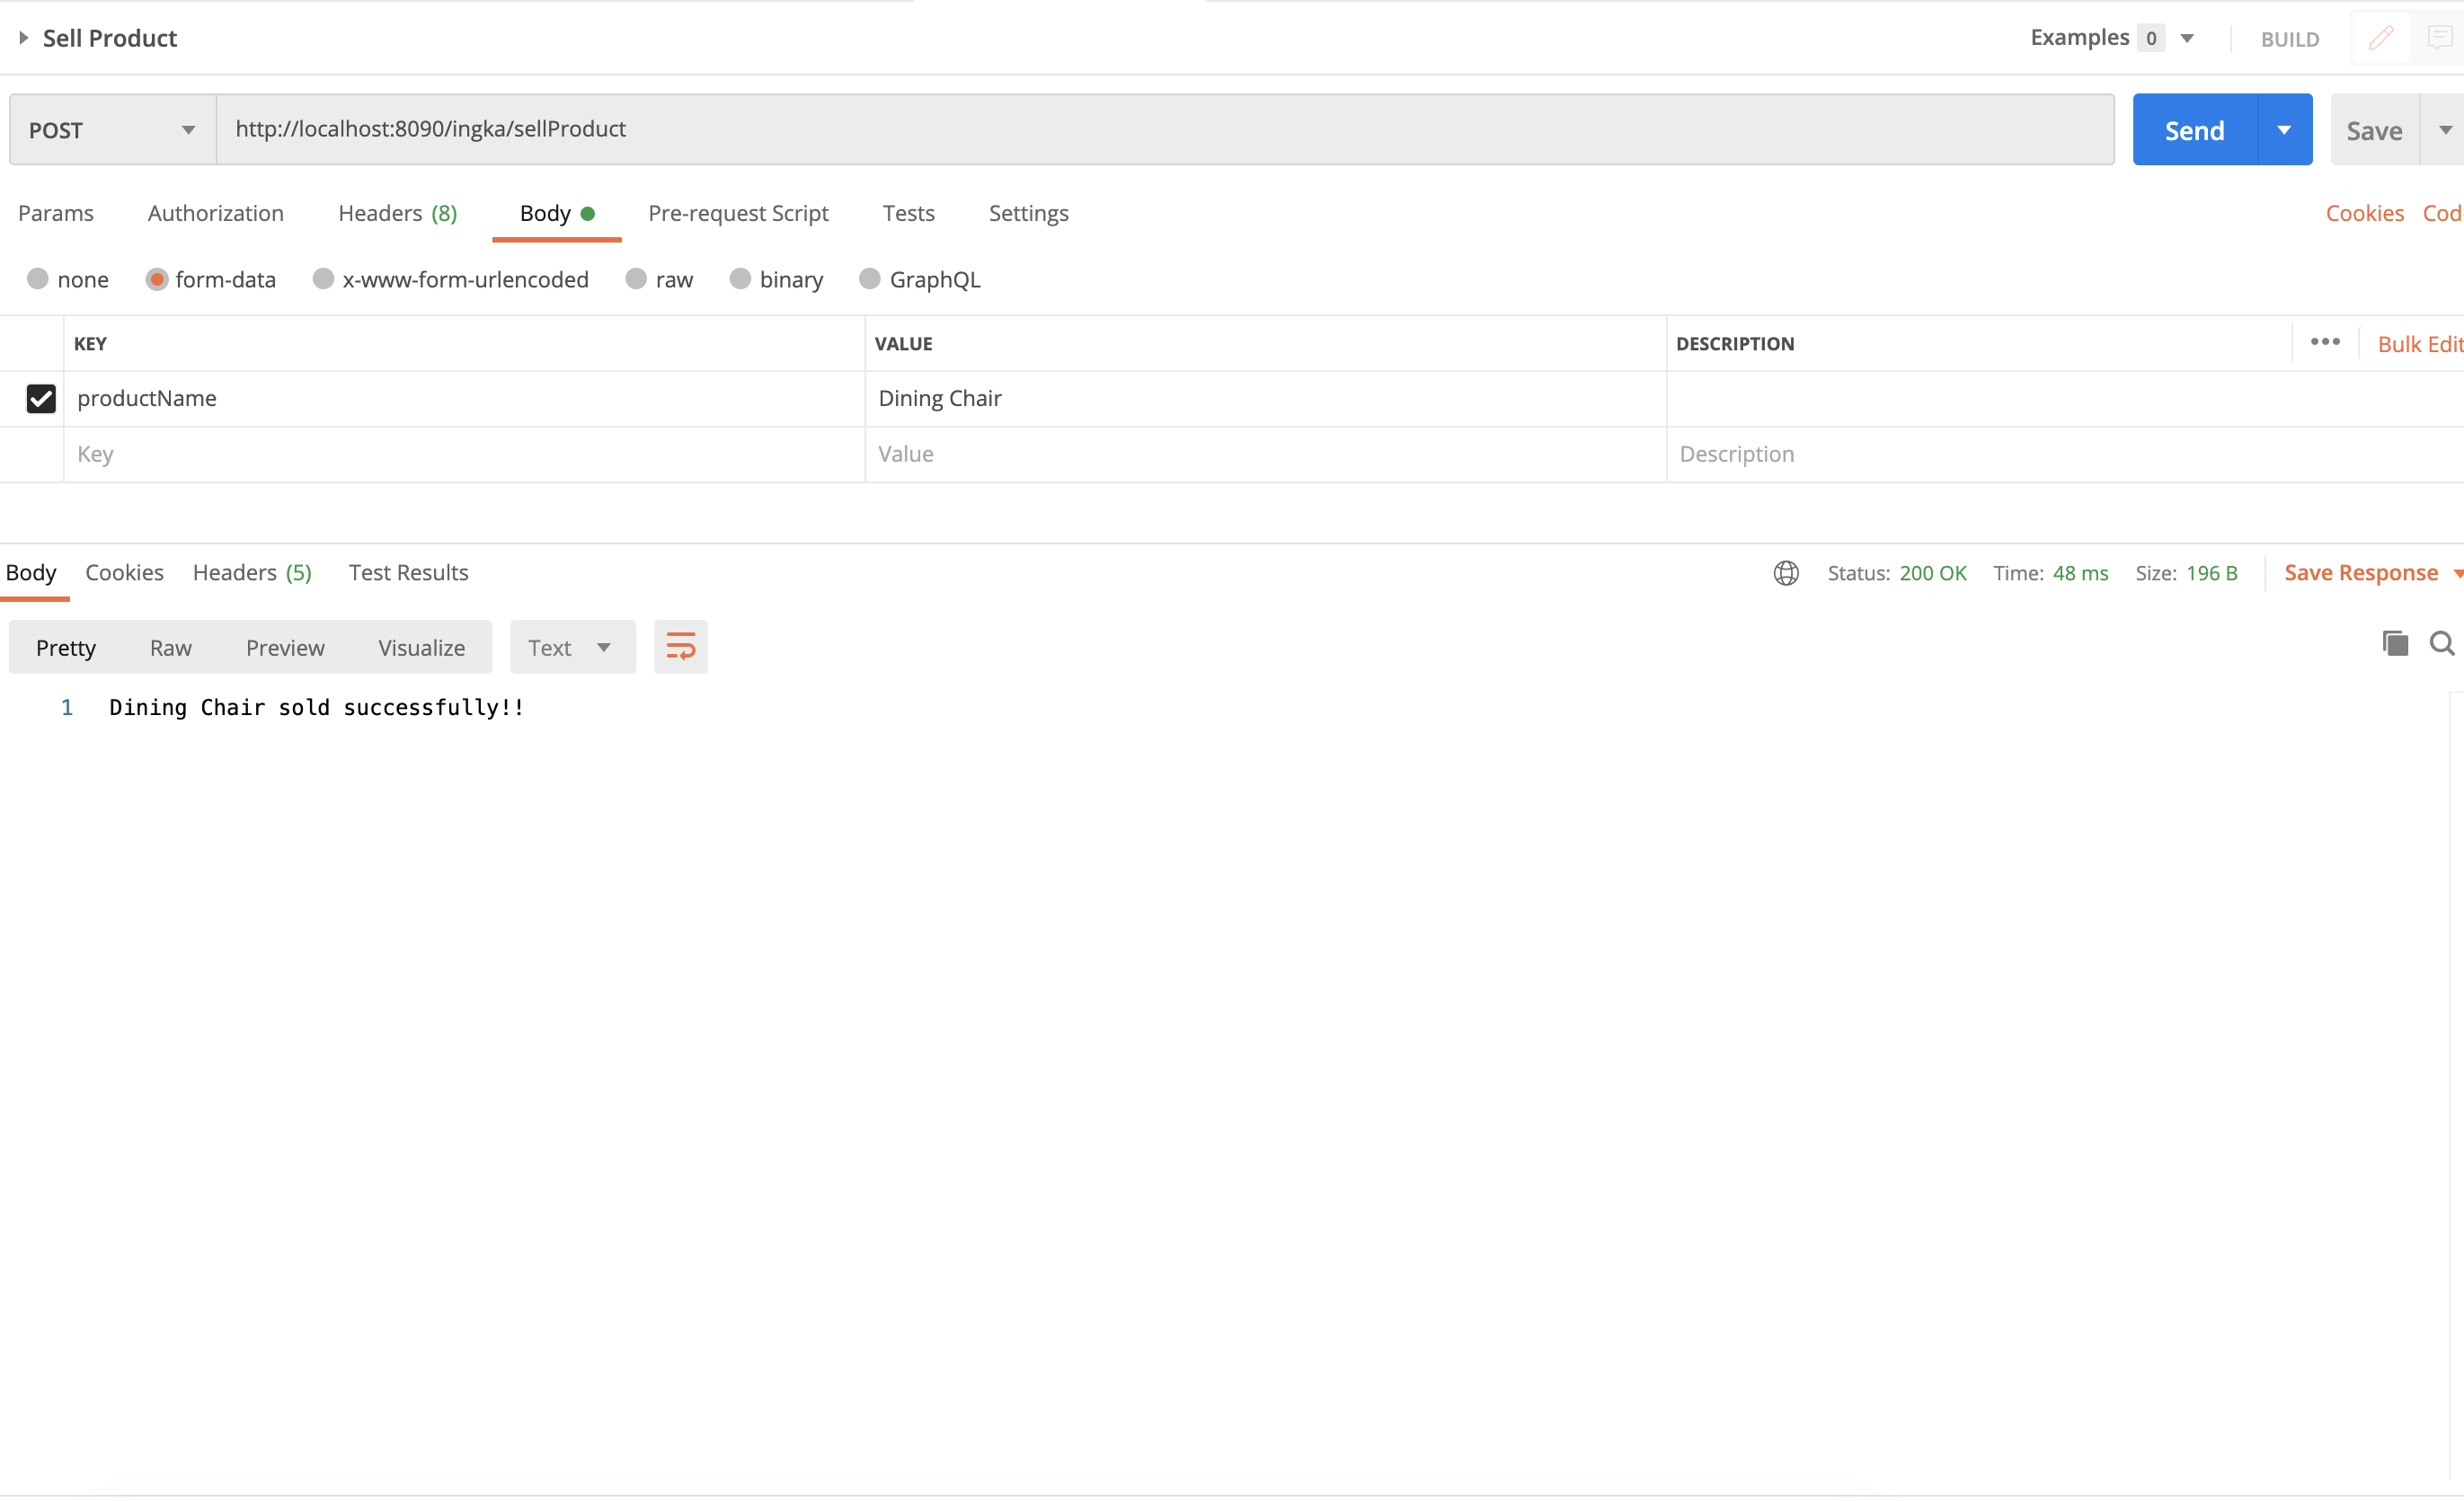 Sell Product Examples 0 BUILD
POST http://localhost:8090/ingka/sellProduct Send Save
Params Authorization Headers (8) Body Pre-request Script Tests Settings Cookies Cod
none form-data x-www-form-urlencoded raw binary GraphQL
KEY VALUE DESCRIPTION ••• Bulk Edit
productName Dining Chair
Key Value Description
Body Cookies Headers (5) Test Results Status: 200 OK Time: 48 ms Size: 196 B Save Response
Pretty Raw Preview Visualize Text
1 Dining Chair sold successfully!!